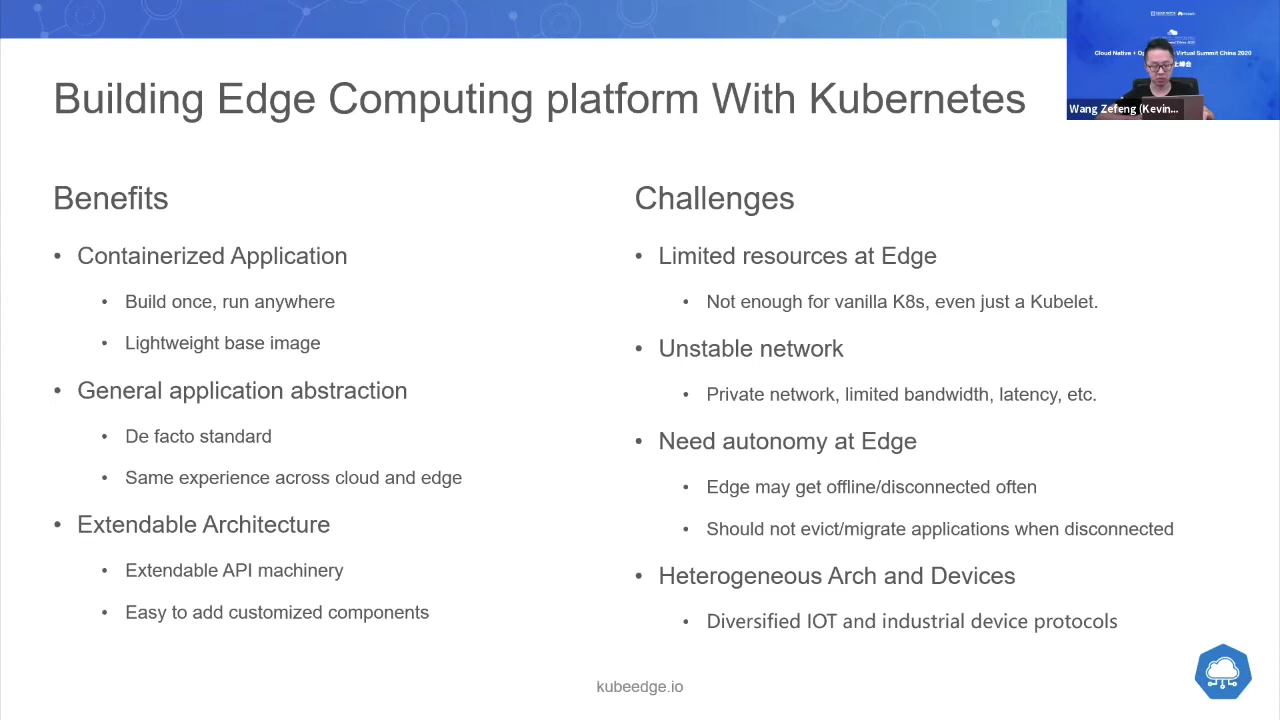 Building Edge Computing platform With Kubernetes
Cloud Native + Op
Virtual Summit China 2020
Wang Zefeng (Kevin...
Benefits
• Containerized Application
• Build once, run anywhere
• Lightweight base image
• General application abstraction
• De facto standard
• Same experience across cloud and edge
• Extendable Architecture
• Extendable API machinery
• Easy to add customized components
Challenges
• Limited resources at Edge
• Not enough for vanilla K8s, even just a Kubelet.
• Unstable network
• Private network, limited bandwidth, latency, etc.
• Need autonomy at Edge
• Edge may get offline/disconnected often
• Should not evict/migrate applications when disconnected
• Heterogeneous Arch and Devices
• Diversified IOT and industrial device protocols
kubeedge.io